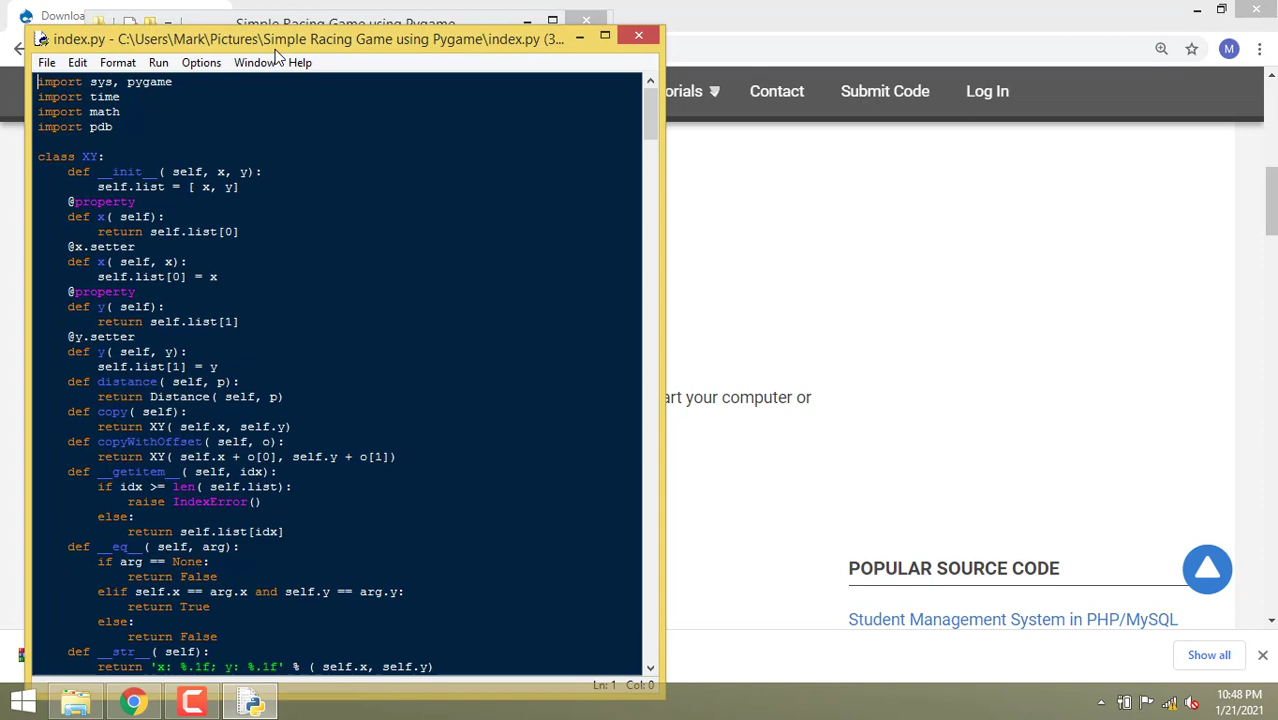 Downloa
Simple Racing Game using Pygame
index.py - C:\Users\Mark\Pictures\Simple Racing Game using Pygame\index.py (3...
File Edit Format Run Options Window Help
orials Contact Submit Code Log In
M
import sys, pygame
import time
import math
import pdb
class XY:
def __init__( self, x, y):
self.list = [ x, y]
@property
def x( self):
return self.list[0]
@x.setter
def x( self, x):
self.list[0] = x
@property
def y( self):
return self.list[1]
@y.setter
def y( self, y):
self.list[1] = y
def distance( self, p):
return Distance( self, p)
def copy( self):
return XY( self.x, self.y)
def copyWithOffset( self, o):
return XY( self.x + o[0], self.y + o[1])
def __getitem__( self, idx):
if idx >= len( self.list):
raise IndexError()
else:
return self.list[idx]
def __eq__( self, arg):
if arg == None:
return False
elif self.x == arg.x and self.y == arg.y:
return True
else:
return False
def __str__( self):
return 'x: %.1f; y: %.1f' % ( self.x, self.y)
Ln: 1 Col: 0
art your computer or
POPULAR SOURCE CODE
Student Management System in PHP/MySQL
Show all
10:48 PM
1/21/2021